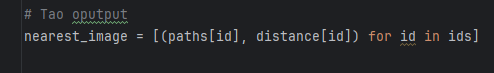 # Tao oputput
nearest_image = [(paths[id], distance[id]) for id in ids]